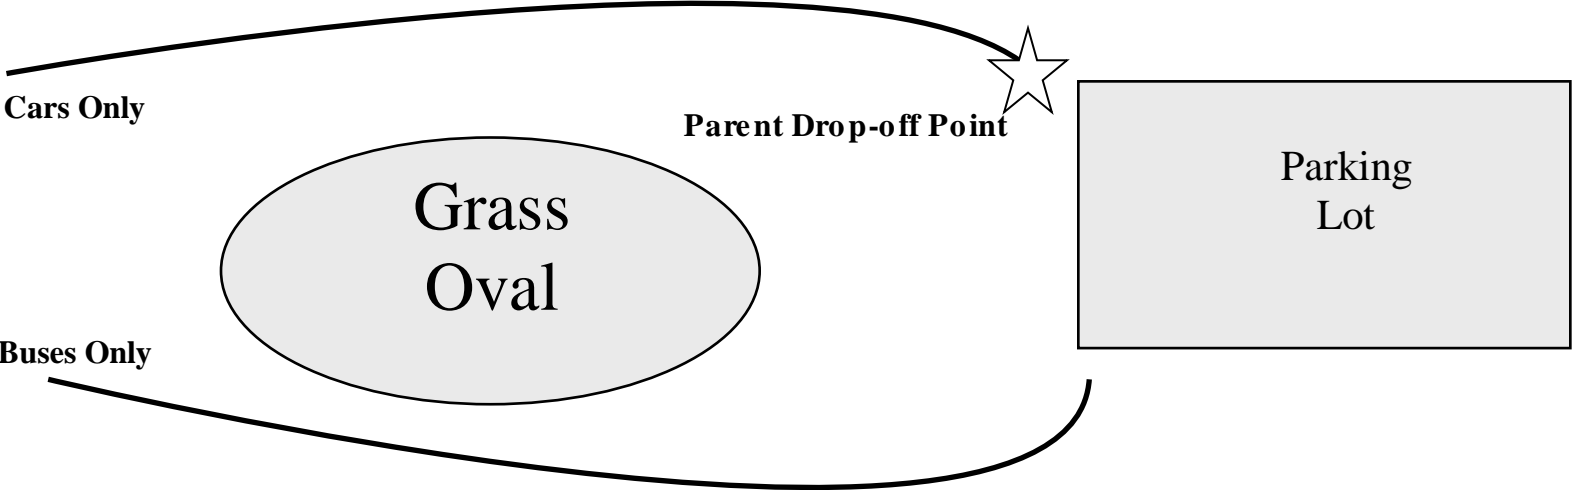 Cars Only
Parent Drop-off Point
Grass
Oval
Parking
Lot
Buses Only